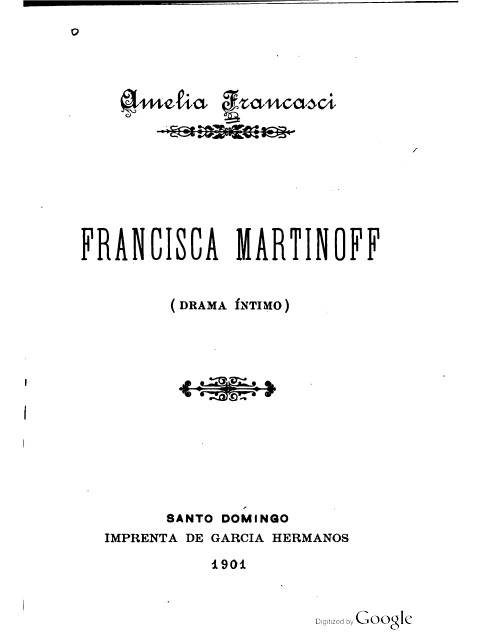 Amelia Francasci
FRANCISCA MARTINOFF
(DRAMA ÍNTIMO)
SANTO DOMINGO
IMPRENTA DE GARCIA HERMANOS
1901
Digitized by Google